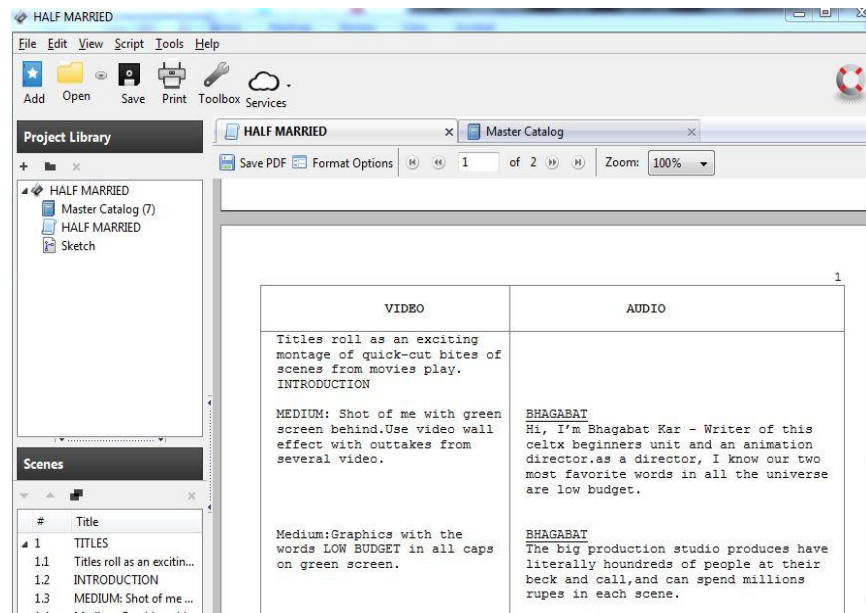 HALF MARRIED
File Edit View Script Tools Help
Add Open Save Print Toolbox Services
Project Library
HALF MARRIED
Master Catalog (7)
HALF MARRIED
Sketch
Scenes
# Title
1 TITLES
1.1 Titles roll as an excitin...
1.2 INTRODUCTION
1.3 MEDIUM: Shot of me ...
HALF MARRIED x Master Catalog x
Save PDF Format Options 1 of 2 Zoom: 100%
1
VIDEO
AUDIO
Titles roll as an exciting
montage of quick-cut bites of
scenes from movies play.
INTRODUCTION
MEDIUM: Shot of me with green
screen behind.Use video wall
effect with outtakes from
several video.
BHAGABAT
Hi, I'm Bhagabat Kar - Writer of this
celtx beginners unit and an animation
director.as a director, I know our two
most favorite words in all the universe
are low budget.
Medium:Graphics with the
words LOW BUDGET in all caps
on green screen.
BHAGABAT
The big production studio produces have
literally houndreds of people at their
beck and call,and can spend millions
rupes in each scene.